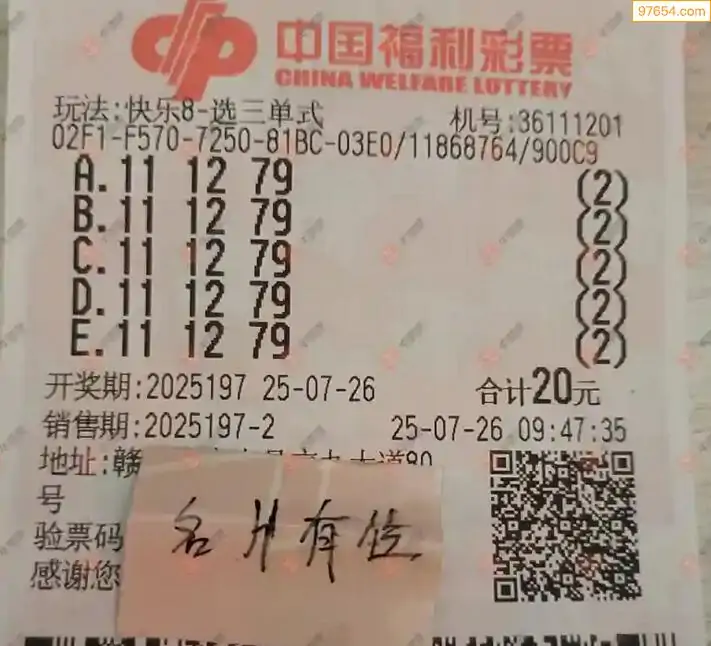 97654.com
中国福利彩票
CHINA WELFARE LOTTERY
玩法:快乐8-选三单式 机号:36111201
02F1-F570-7250-81BC-03E0/11868764/900C9
A.11 12 79 (2)
B.11 12 79 (2)
C.11 12 79 (2)
D.11 12 79 (2)
E.11 12 79 (2)
开奖期:2025197 25-07-26 合计20元
销售期:2025197-2 25-07-26 09:47:35
地址:赣 大道80
号
验票码
感谢您
名片有位